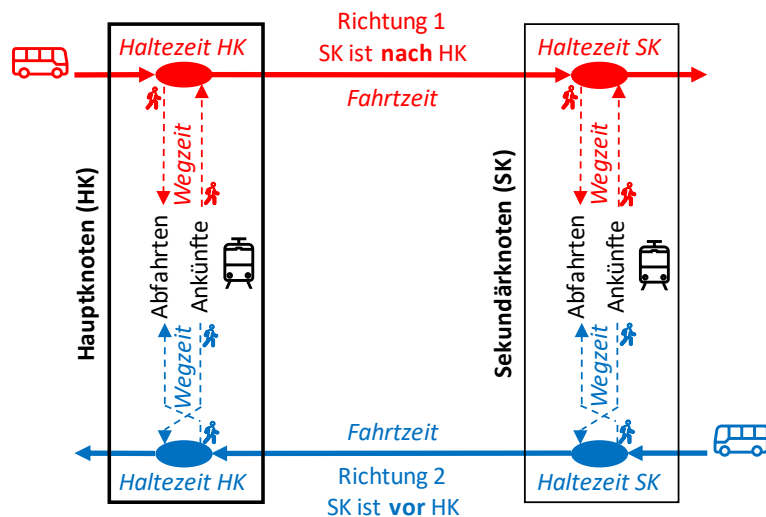 Richtung 1
SK ist nach HK
Haltezeit HK
Haltezeit SK
Fahrtzeit
Hauptknoten (HK)
Wegzeit
Abfahrten
Ankünfte
Wegzeit
Sekundärknoten (SK)
Wegzeit
Abfahrten
Ankünfte
Wegzeit
Fahrtzeit
Haltezeit HK
Haltezeit SK
Richtung 2
SK ist vor HK